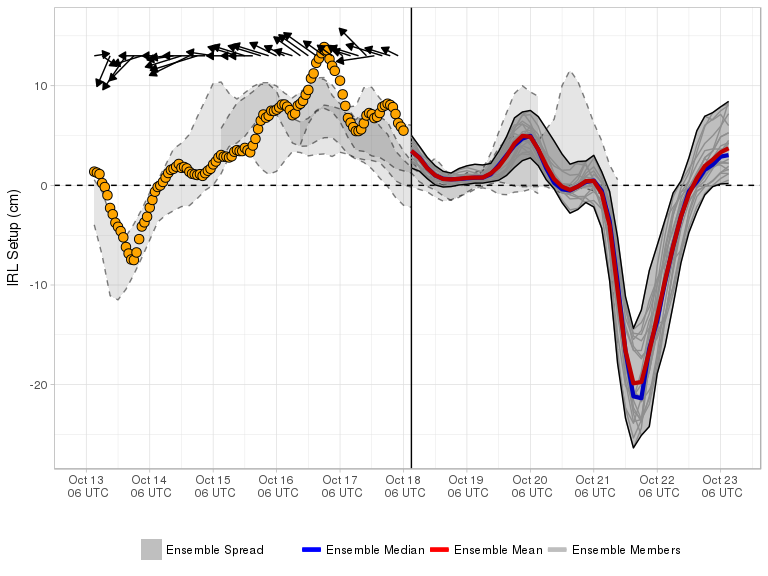 10
0
-10
-20
IRL Setup (cm)
Oct 13 Oct 14 Oct 15 Oct 16 Oct 17 Oct 18 Oct 19 Oct 20 Oct 21 Oct 22 Oct 23
06 UTC 06 UTC 06 UTC 06 UTC 06 UTC 06 UTC 06 UTC 06 UTC 06 UTC 06 UTC 06 UTC
Ensemble Spread Ensemble Median Ensemble Mean Ensemble Members